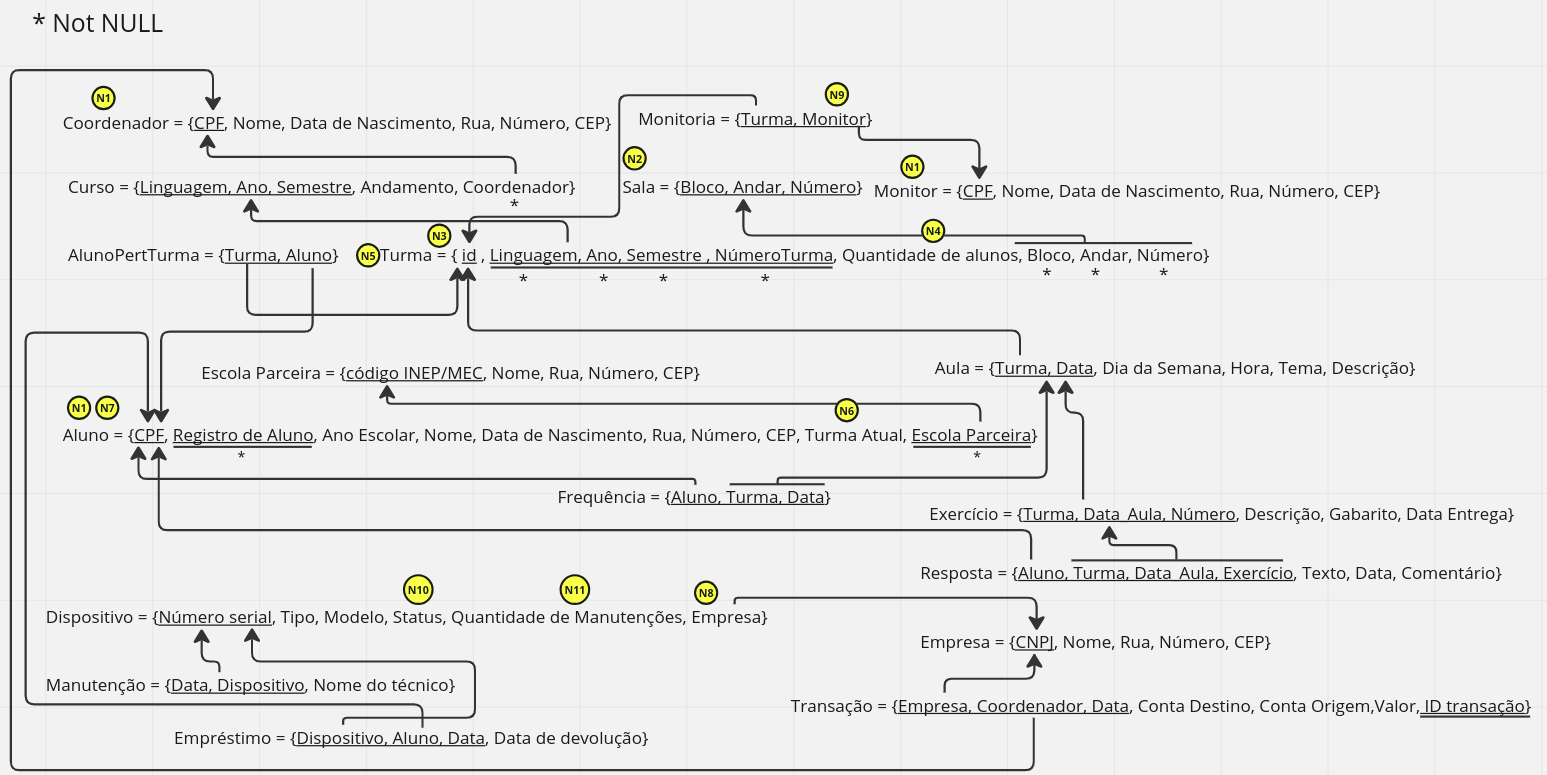 * Not NULL
N1
N9
Coordenador = {CPF, Nome, Data de Nascimento, Rua, Número, CEP}
Monitoria = {Turma, Monitor}
N2
N1
Curso = {Linguagem, Ano, Semestre, Andamento, Coordenador}
*
Sala = {Bloco, Andar, Número}
Monitor = {CPF, Nome, Data de Nascimento, Rua, Número, CEP}
N3
N4
AlunoPertTurma = {Turma, Aluno}
N5
Turma = { id , Linguagem, Ano, Semestre , NúmeroTurma, Quantidade de alunos, Bloco, Andar, Número}
* * * * * * *
Escola Parceira = {código INEP/MEC, Nome, Rua, Número, CEP}
Aula = {Turma, Data, Dia da Semana, Hora, Tema, Descrição}
N1 N7
N6
Aluno = {CPF, Registro de Aluno, Ano Escolar, Nome, Data de Nascimento, Rua, Número, CEP, Turma Atual, Escola Parceira}
* *
Frequência = {Aluno, Turma, Data}
Exercício = {Turma, Data_Aula, Número, Descrição, Gabarito, Data Entrega}
Resposta = {Aluno, Turma, Data_Aula, Exercício, Texto, Data, Comentário}
N10
N11
N8
Dispositivo = {Número serial, Tipo, Modelo, Status, Quantidade de Manutenções, Empresa}
Empresa = {CNPJ, Nome, Rua, Número, CEP}
Manutenção = {Data, Dispositivo, Nome do técnico}
Transação = {Empresa, Coordenador, Data, Conta Destino, Conta Origem,Valor, ID transação}
Empréstimo = {Dispositivo, Aluno, Data, Data de devolução}